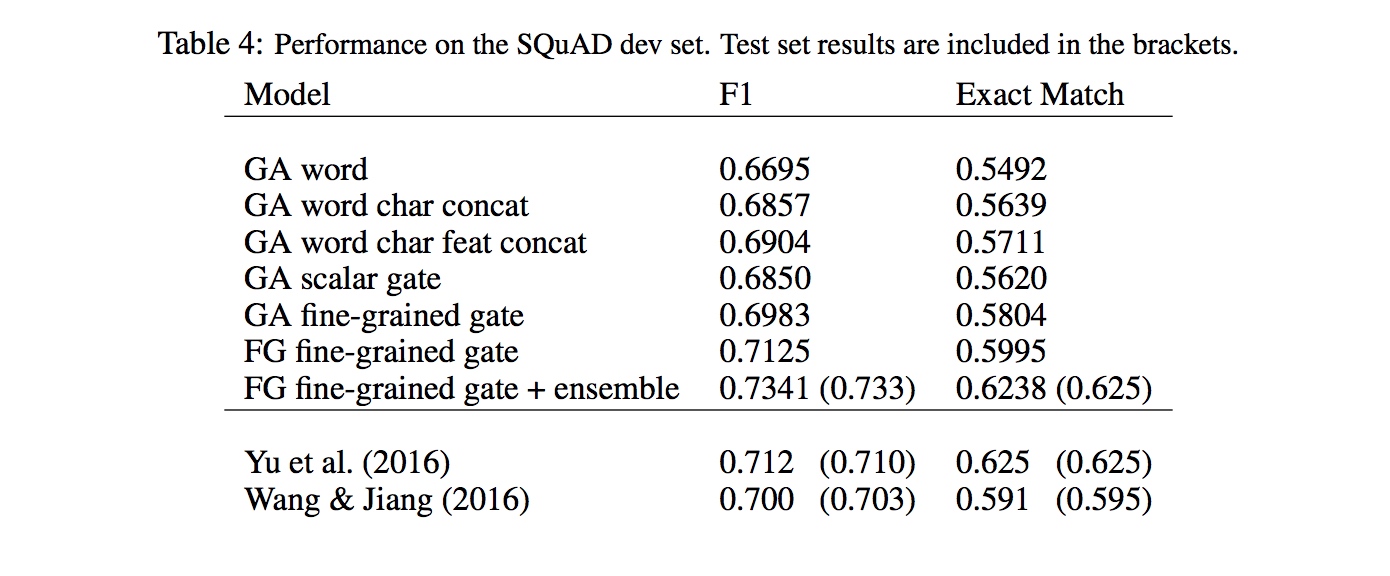 Table 4: Performance on the SQuAD dev set. Test set results are included in the brackets.
Model F1 Exact Match
GA word 0.6695 0.5492
GA word char concat 0.6857 0.5639
GA word char feat concat 0.6904 0.5711
GA scalar gate 0.6850 0.5620
GA fine-grained gate 0.6983 0.5804
FG fine-grained gate 0.7125 0.5995
FG fine-grained gate + ensemble 0.7341 (0.733) 0.6238 (0.625)
Yu et al. (2016) 0.712 (0.710) 0.625 (0.625)
Wang & Jiang (2016) 0.700 (0.703) 0.591 (0.595)